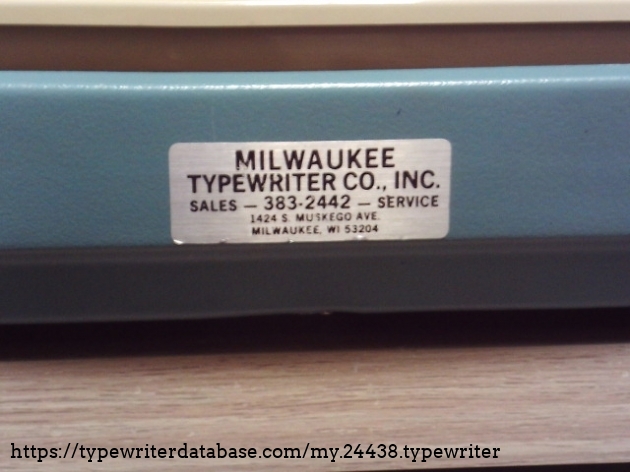 MILWAUKEE
TYPEWRITER CO., INC.
SALES — 383-2442 — SERVICE
1424 S. MUSKEGO AVE.
MILWAUKEE, WI 53204
https://typewriterdatabase.com/my.24438.typewriter